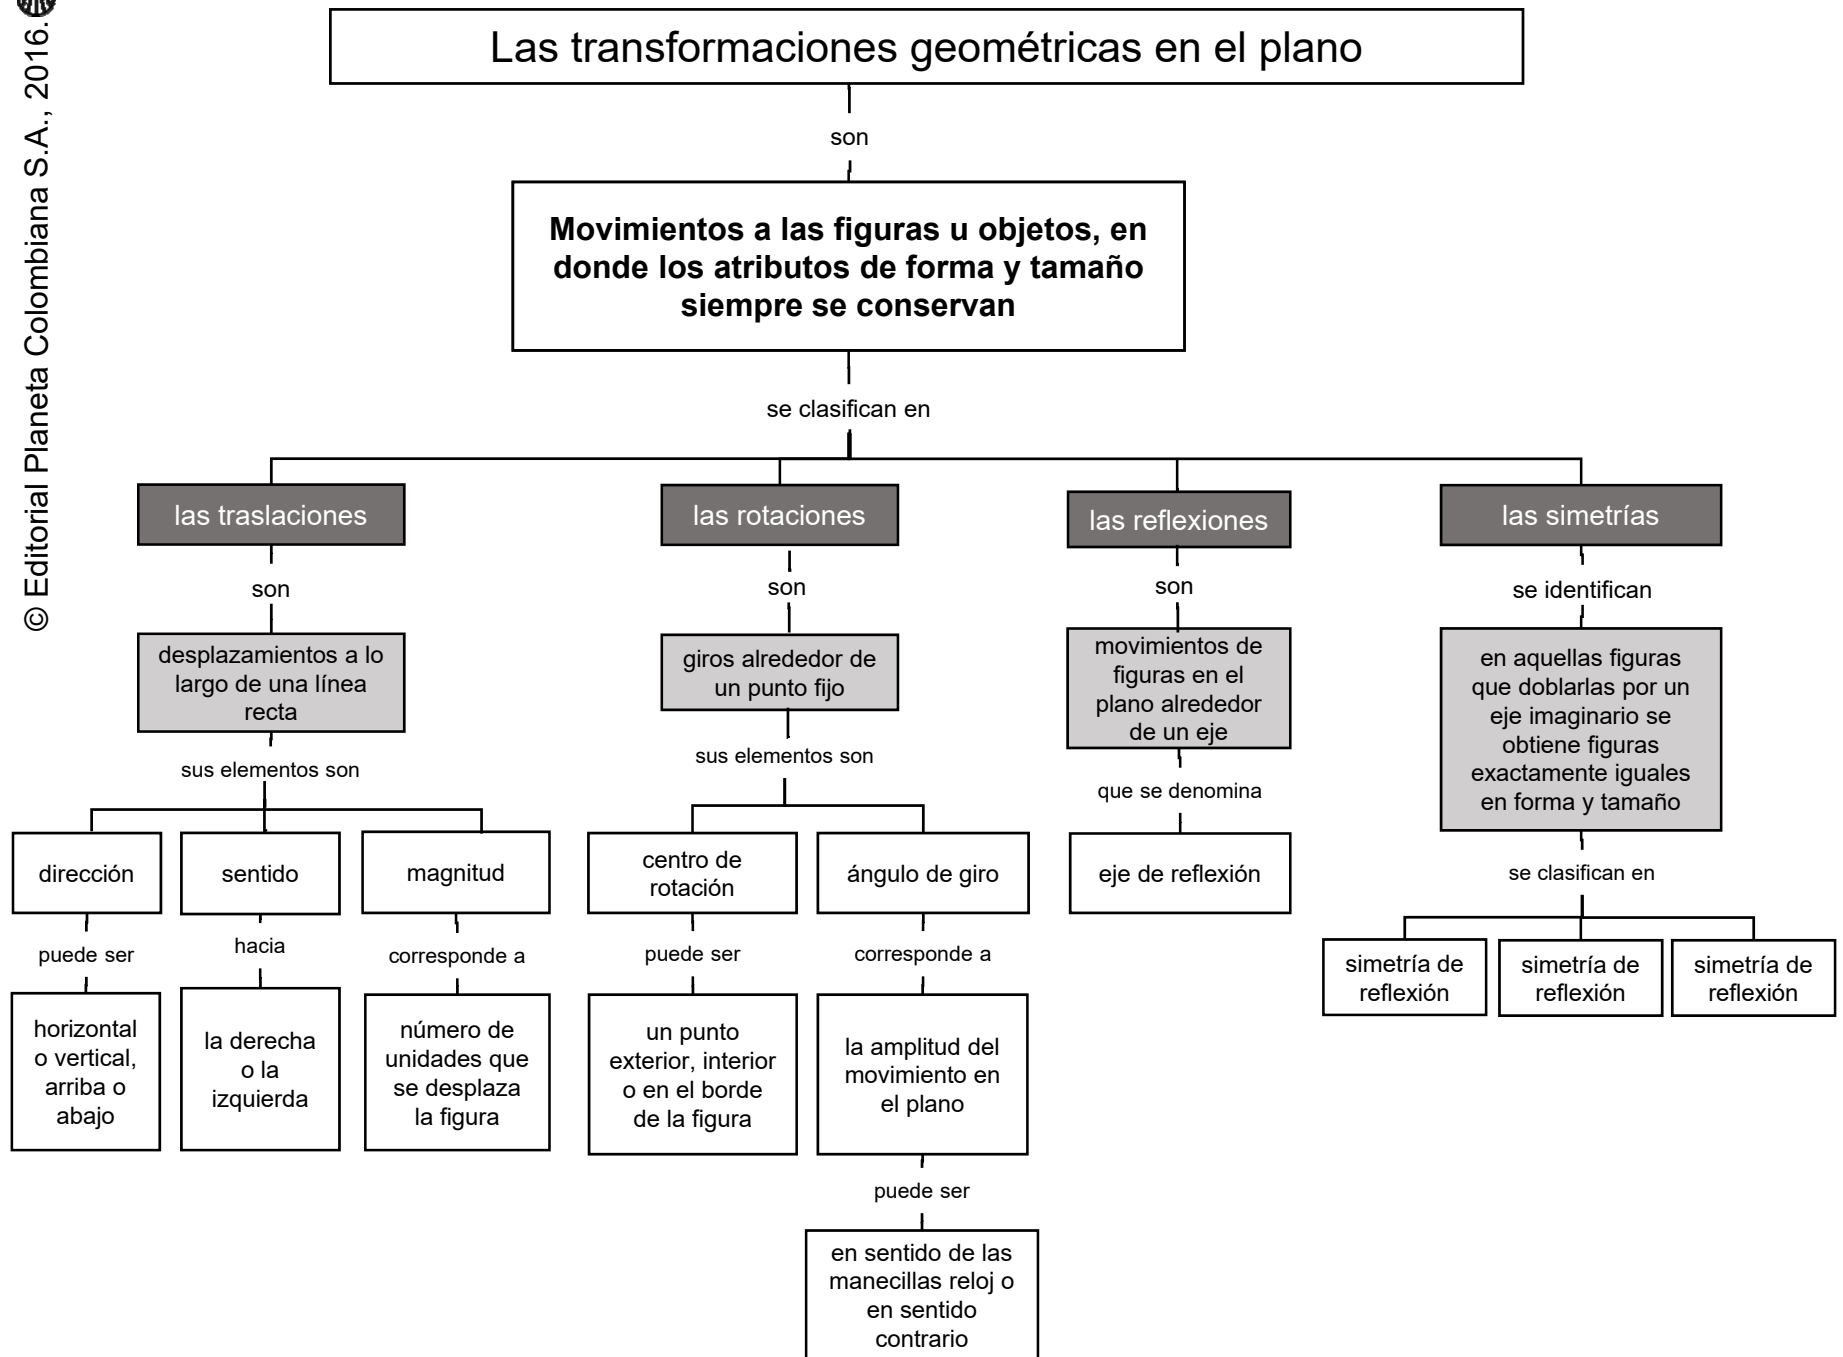 © Editorial Planeta Colombiana S.A., 2016.
Las transformaciones geométricas en el plano
son
Movimientos a las figuras u objetos, en
donde los atributos de forma y tamaño
siempre se conservan
se clasifican en
las traslaciones
son
desplazamientos a lo
largo de una línea
recta
sus elementos son
dirección
puede ser
horizontal
o vertical,
arriba o
abajo
sentido
hacia
la derecha
o la
izquierda
magnitud
corresponde a
número de
unidades que
se desplaza
la figura
las rotaciones
son
giros alrededor de
un punto fijo
sus elementos son
centro de
rotación
puede ser
un punto
exterior, interior
o en el borde
de la figura
ángulo de giro
corresponde a
la amplitud del
movimiento en
el plano
puede ser
en sentido de las
manecillas reloj o
en sentido
contrario
las reflexiones
son
movimientos de
figuras en el
plano alrededor
de un eje
que se denomina
eje de reflexión
las simetrías
se identifican
en aquellas figuras
que doblarlas por un
eje imaginario se
obtiene figuras
exactamente iguales
en forma y tamaño
se clasifican en
simetría de
reflexión
simetría de
reflexión
simetría de
reflexión